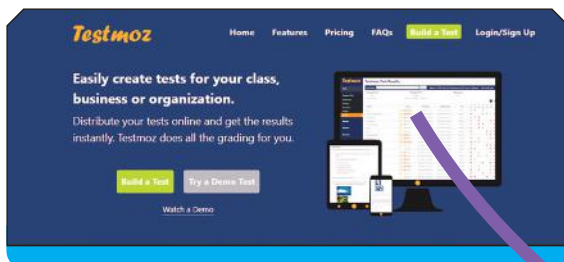 Testmoz
Home Features Pricing FAQs Build a Test Login/Sign Up
Easily create tests for your class,
business or organization.
Distribute your tests online and get the results
instantly. Testmoz does all the grading for you.
Build a Test Try a Demo Test
Watch a Demo